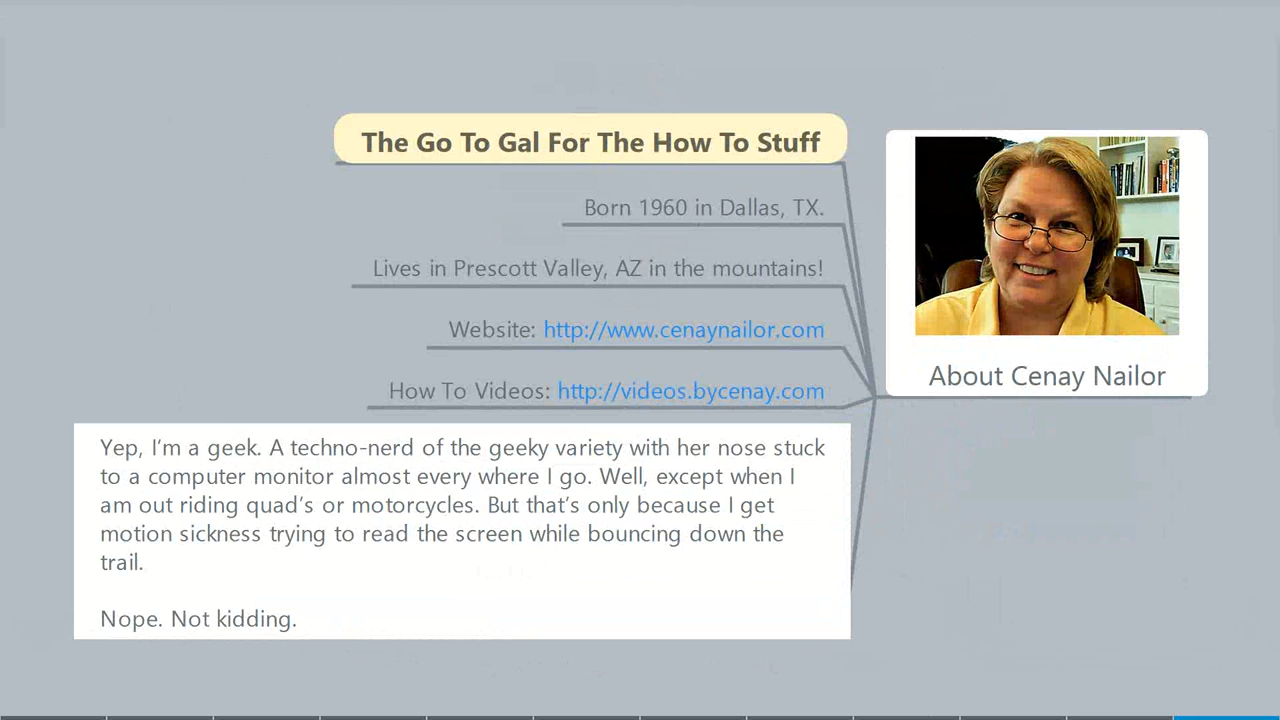 The Go To Gal For The How To Stuff
Born 1960 in Dallas, TX.
Lives in Prescott Valley, AZ in the mountains!
Website: http://www.cenaynailor.com
How To Videos: http://videos.bycenay.com
Yep, I'm a geek. A techno-nerd of the geeky variety with her nose stuck
to a computer monitor almost every where I go. Well, except when I
am out riding quad's or motorcycles. But that's only because I get
motion sickness trying to read the screen while bouncing down the
trail.
Nope. Not kidding.
About Cenay Nailor